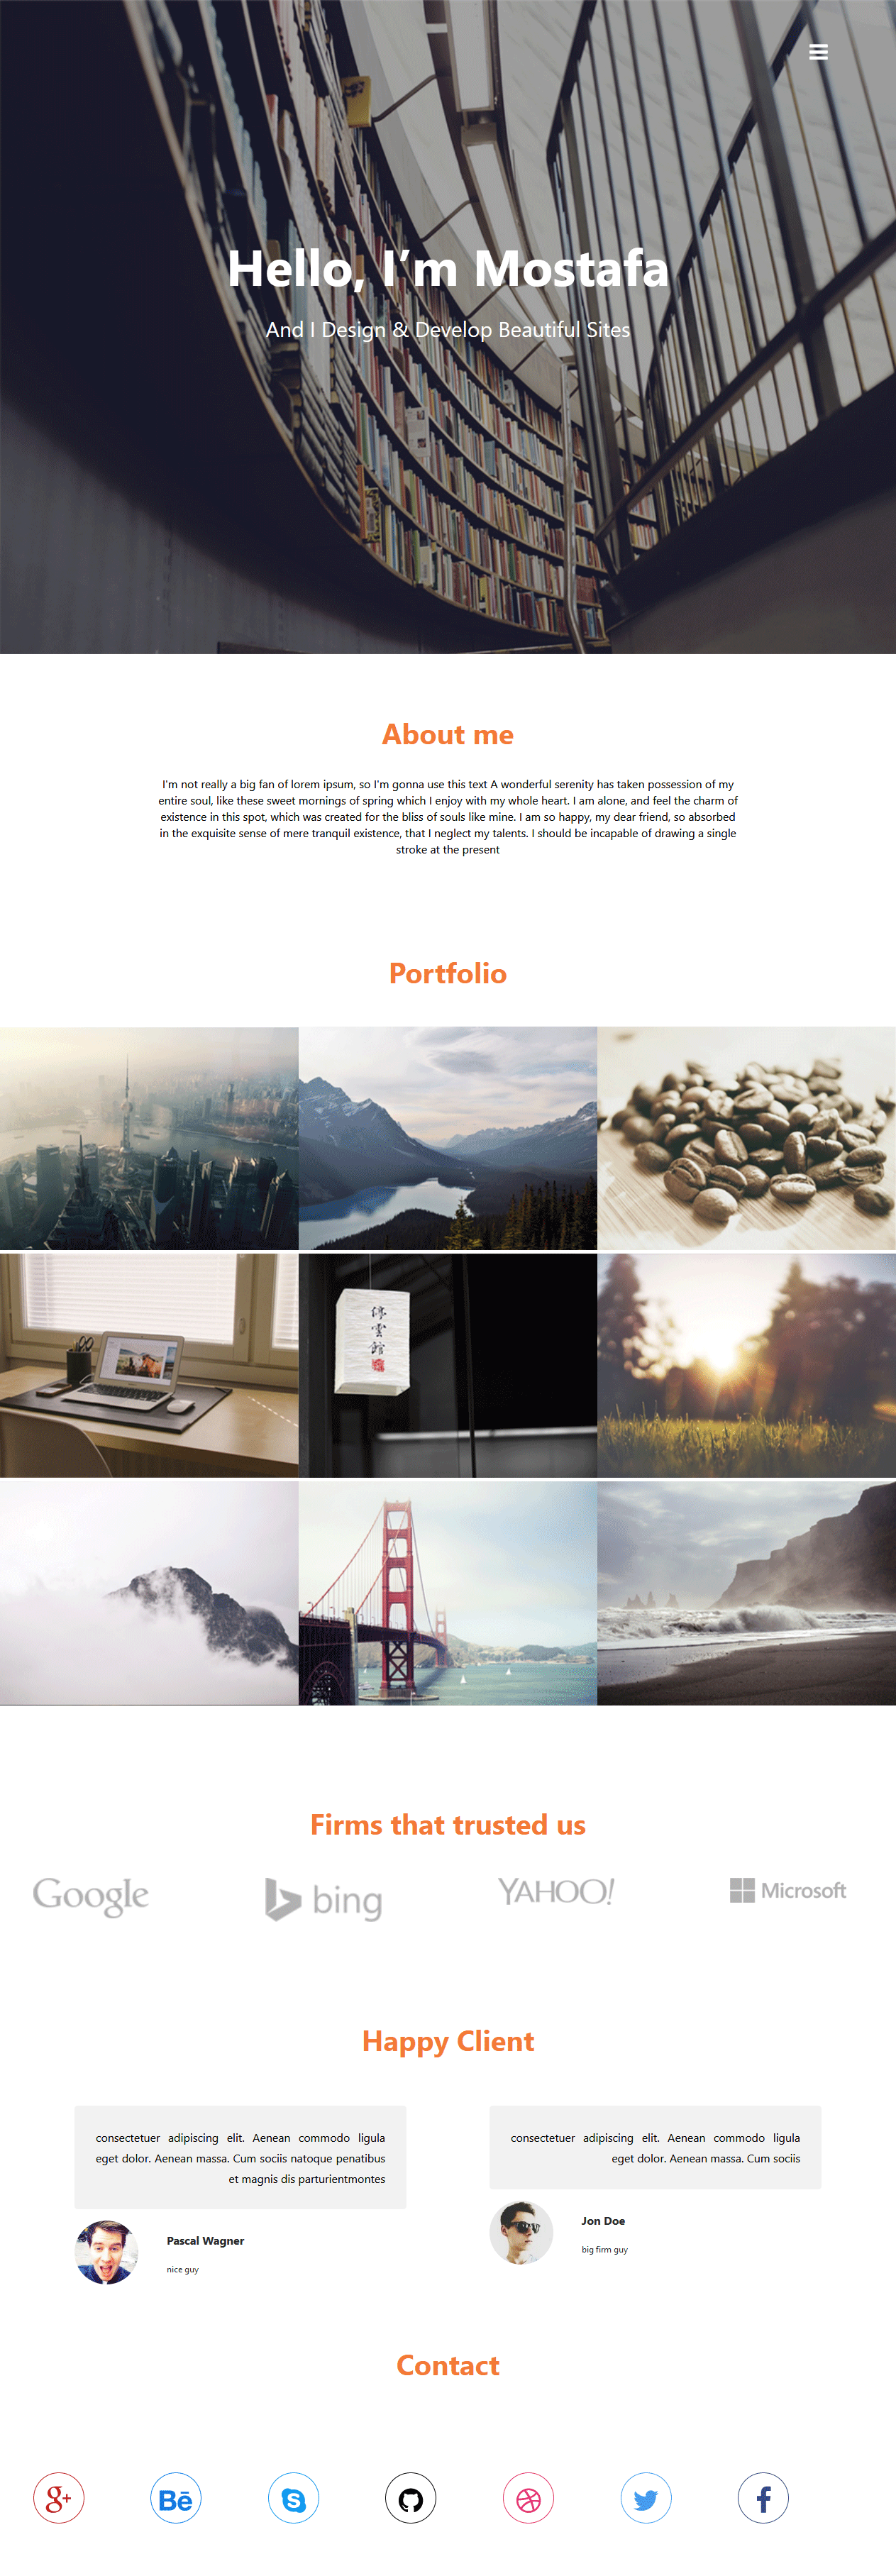 Hello, I'm Mostafa
And I Design & Develop Beautiful Sites
About me
I'm not really a big fan of lorem ipsum, so I'm gonna use this text A wonderful serenity has taken possession of my
entire soul, like these sweet mornings of spring which I enjoy with my whole heart. I am alone, and feel the charm of
existence in this spot, which was created for the bliss of souls like mine. I am so happy, my dear friend, so absorbed
in the exquisite sense of mere tranquil existence, that I neglect my talents. I should be incapable of drawing a single
stroke at the present
Portfolio
停
雲
館
Firms that trusted us
Google
bing
YAHOO!
Microsoft
Happy Client
consectetuer adipiscing elit. Aenean commodo ligula
eget dolor. Aenean massa. Cum sociis natoque penatibus
et magnis dis parturientmontes
Pascal Wagner
nice guy
consectetuer adipiscing elit. Aenean commodo ligula
eget dolor. Aenean massa. Cum sociis
Jon Doe
big firm guy
Contact
g+
Bē
S
f